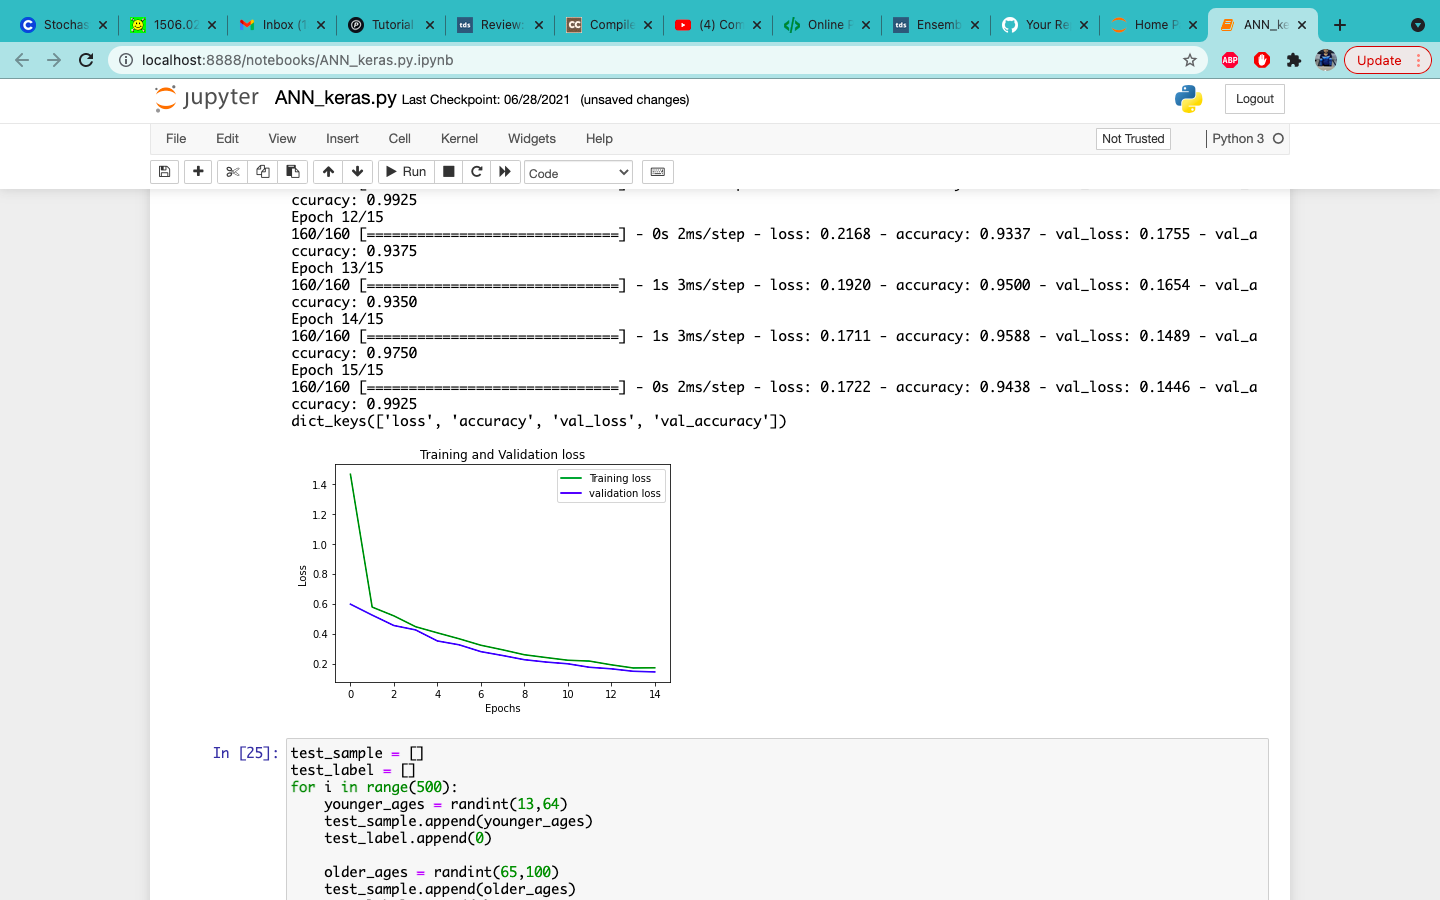 Stochas
1506.02
Inbox (1
Tutorial
tds Review:
CC Compile
(4) Com
Online P
tds Ensemb
Your Re
Home P
ANN_ke
localhost:8888/notebooks/ANN_keras.py.ipynb
ABP
Update
jupyter ANN_keras.py Last Checkpoint: 06/28/2021 (unsaved changes)
Logout
File Edit View Insert Cell Kernel Widgets Help
Not Trusted
Python 3
Run
Code
ccuracy: 0.9925
Epoch 12/15
160/160 [==============================] - 0s 2ms/step - loss: 0.2168 - accuracy: 0.9337 - val_loss: 0.1755 - val_a
ccuracy: 0.9375
Epoch 13/15
160/160 [==============================] - 1s 3ms/step - loss: 0.1920 - accuracy: 0.9500 - val_loss: 0.1654 - val_a
ccuracy: 0.9350
Epoch 14/15
160/160 [==============================] - 1s 3ms/step - loss: 0.1711 - accuracy: 0.9588 - val_loss: 0.1489 - val_a
ccuracy: 0.9750
Epoch 15/15
160/160 [==============================] - 0s 2ms/step - loss: 0.1722 - accuracy: 0.9438 - val_loss: 0.1446 - val_a
ccuracy: 0.9925
dict_keys(['loss', 'accuracy', 'val_loss', 'val_accuracy'])
Training and Validation loss
Training loss
validation loss
1.4
1.2
1.0
0.8
0.6
0.4
0.2
Loss
0 2 4 6 8 10 12 14
Epochs
In [25]:
test_sample = []
test_label = []
for i in range(500):
    younger_ages = randint(13,64)
    test_sample.append(younger_ages)
    test_label.append(0)
    older_ages = randint(65,100)
    test_sample.append(older_ages)